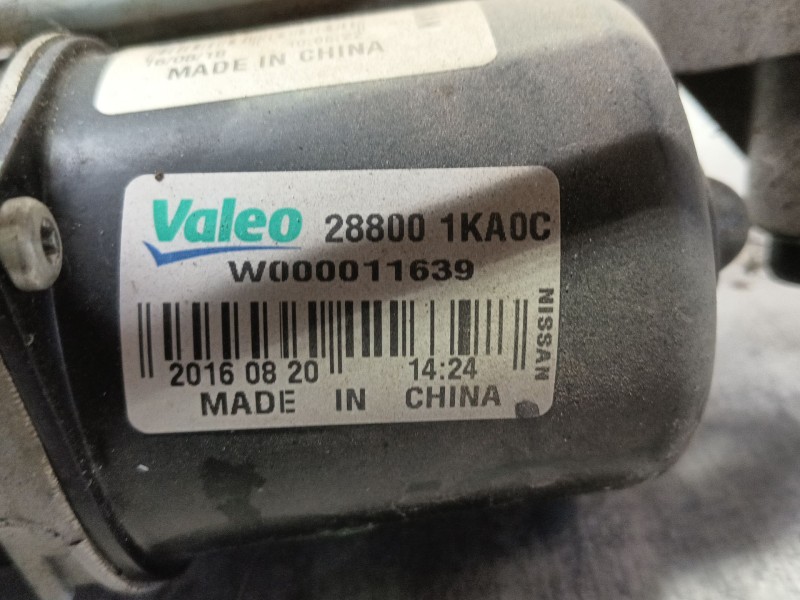 MADE IN CHINA
Valeo 28800 1KA0C
W000011639
NISSAN
2016 08 20 14:24
MADE IN CHINA